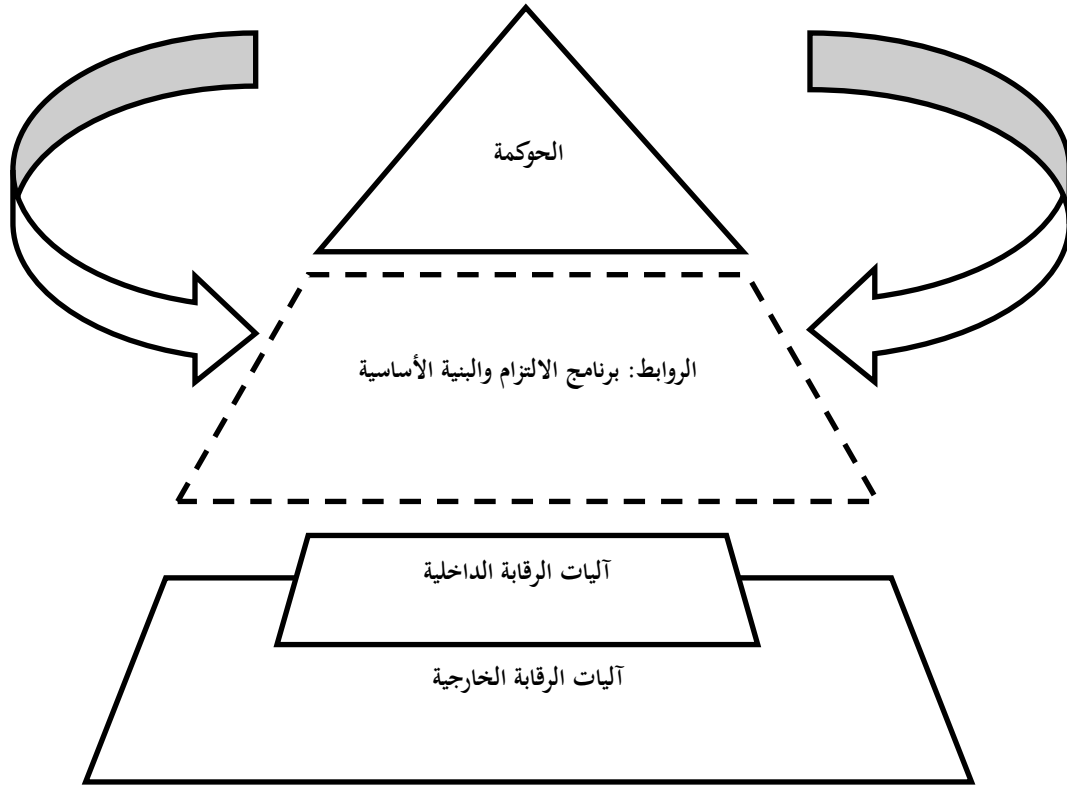 الحوكمة
الروابط: برنامج الالتزام والبنية الأساسية
آليات الرقابة الداخلية
آليات الرقابة الخارجية